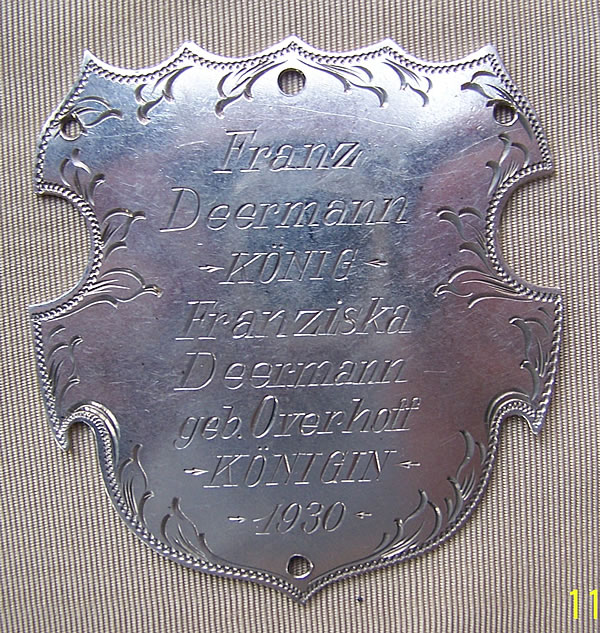 Franz
Deermann
- KÖNIG -
Franziska
Deermann
geb. Overhoff
- KÖNIGIN -
- 1930 -
11